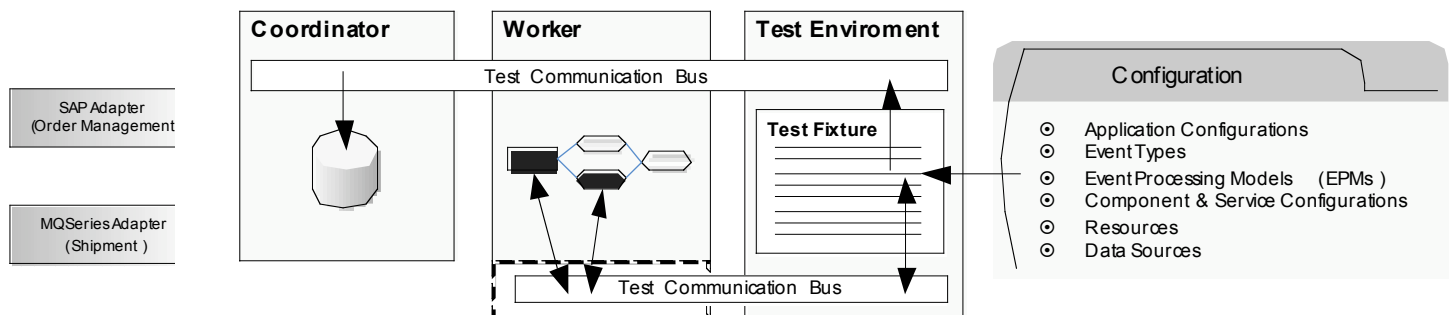 Coordinator
Worker
Test Enviroment
Test Communication Bus
SAP Adapter
(Order Management
MQSeries Adapter
(Shipment )
Test Fixture
Test Communication Bus
Configuration
Application Configurations
Event Types
Event Processing Models (EPMs )
Component & Service Configurations
Resources
Data Sources